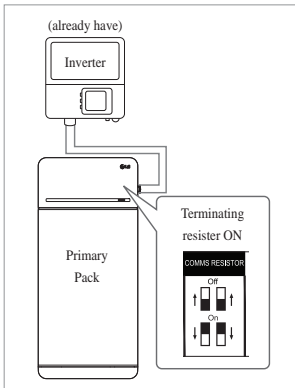 (already have)
Inverter
Primary
Pack
Terminating
resister ON
COMMS RESISTOR
Off
On